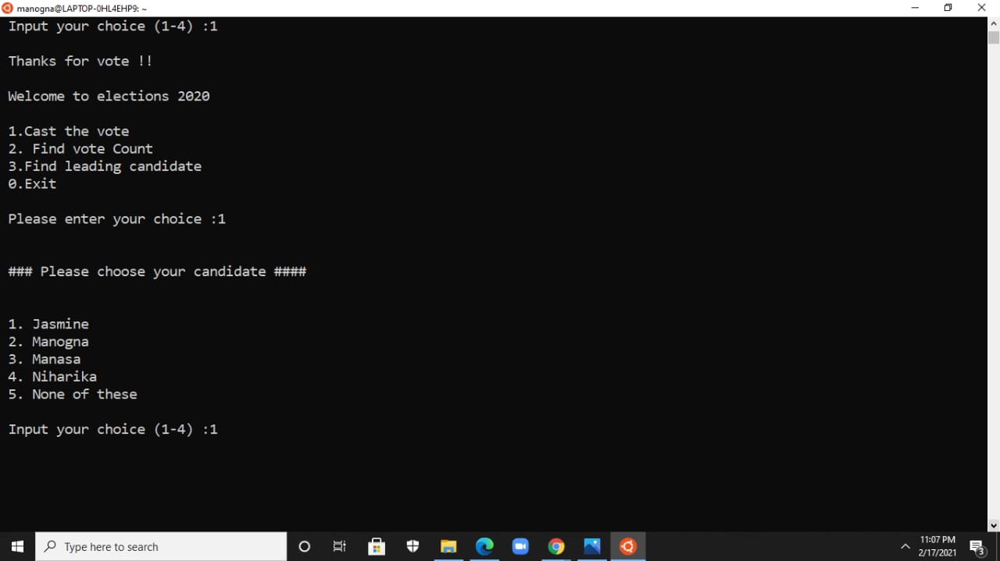 manogna@LAPTOP-0HL4EHP9: ~
Input your choice (1-4) :1
Thanks for vote !!
Welcome to elections 2020
1.Cast the vote
2. Find vote Count
3.Find leading candidate
0.Exit
Please enter your choice :1
### Please choose your candidate ####
1. Jasmine
2. Manogna
3. Manasa
4. Niharika
5. None of these
Input your choice (1-4) :1
Type here to search
11:07 PM
2/17/2021
3